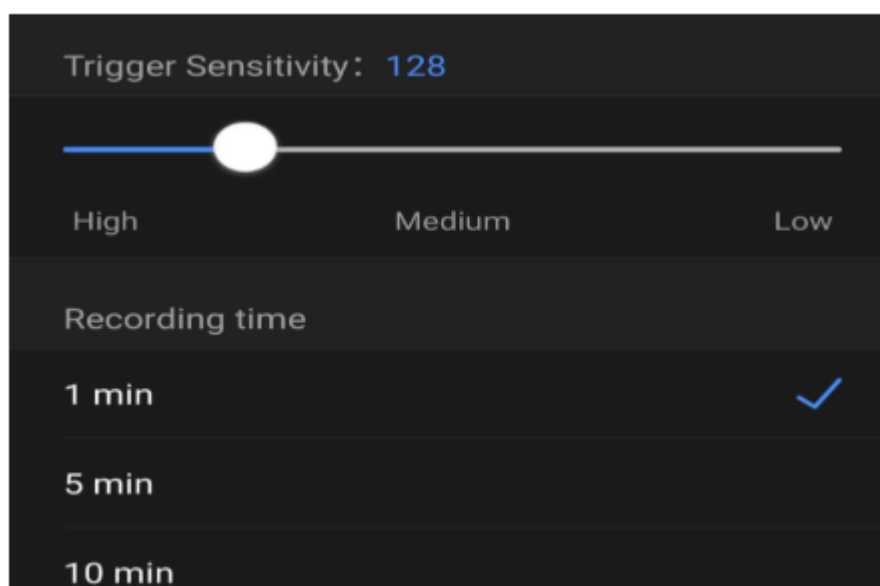 Trigger Sensitivity: 128
High Medium Low
Recording time
1 min
5 min
10 min